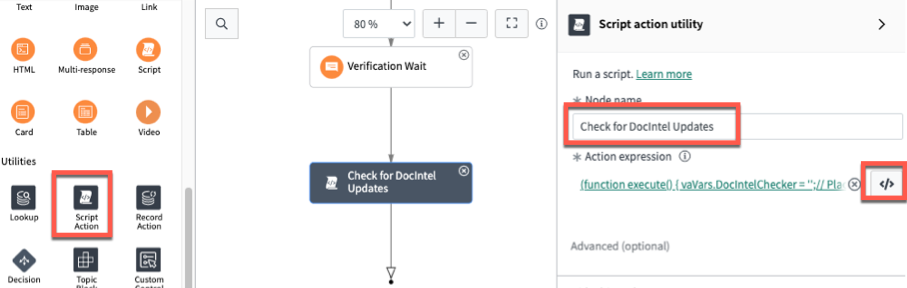 Text
Image
Link
HTML
Multi-response
Script
Card
Table
Video
Utilities
Lookup
Script
Action
Record
Action
Decision
Topic
Custom
80 %
Verification Wait
Check for DocIntel
Updates
Script action utility
Run a script. Learn more
* Node name
Check for DocIntel Updates
* Action expression
(function execute() { vaVars.DocIntelChecker = '';// Pla
</>
Advanced (optional)